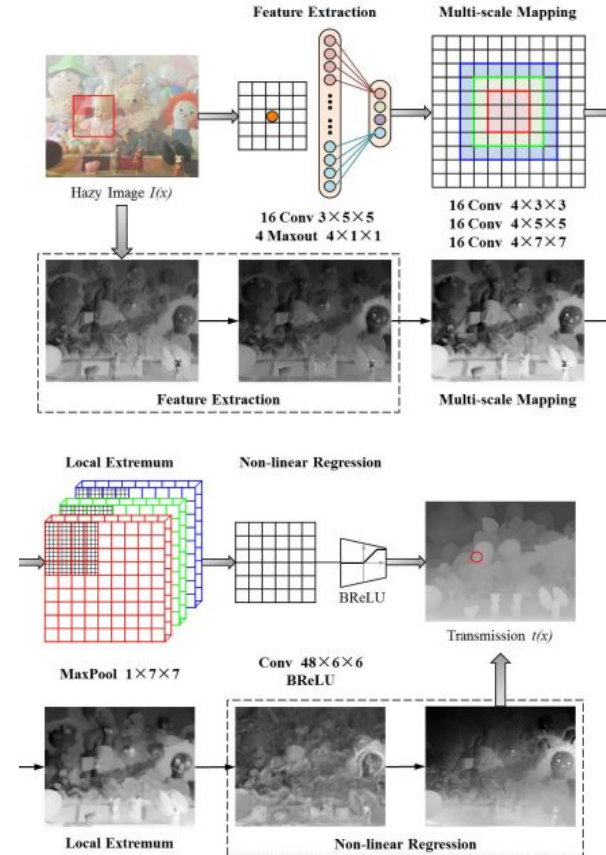 Feature Extraction
Multi-scale Mapping
Hazy Image I(x)
16 Conv 3×5×5
4 Maxout 4×1×1
16 Conv 4×3×3
16 Conv 4×5×5
16 Conv 4×7×7
Feature Extraction
Multi-scale Mapping
Local Extremum
Non-linear Regression
BReLU
Transmission t(x)
MaxPool 1×7×7
Conv 48×6×6
BReLU
Local Extremum
Non-linear Regression